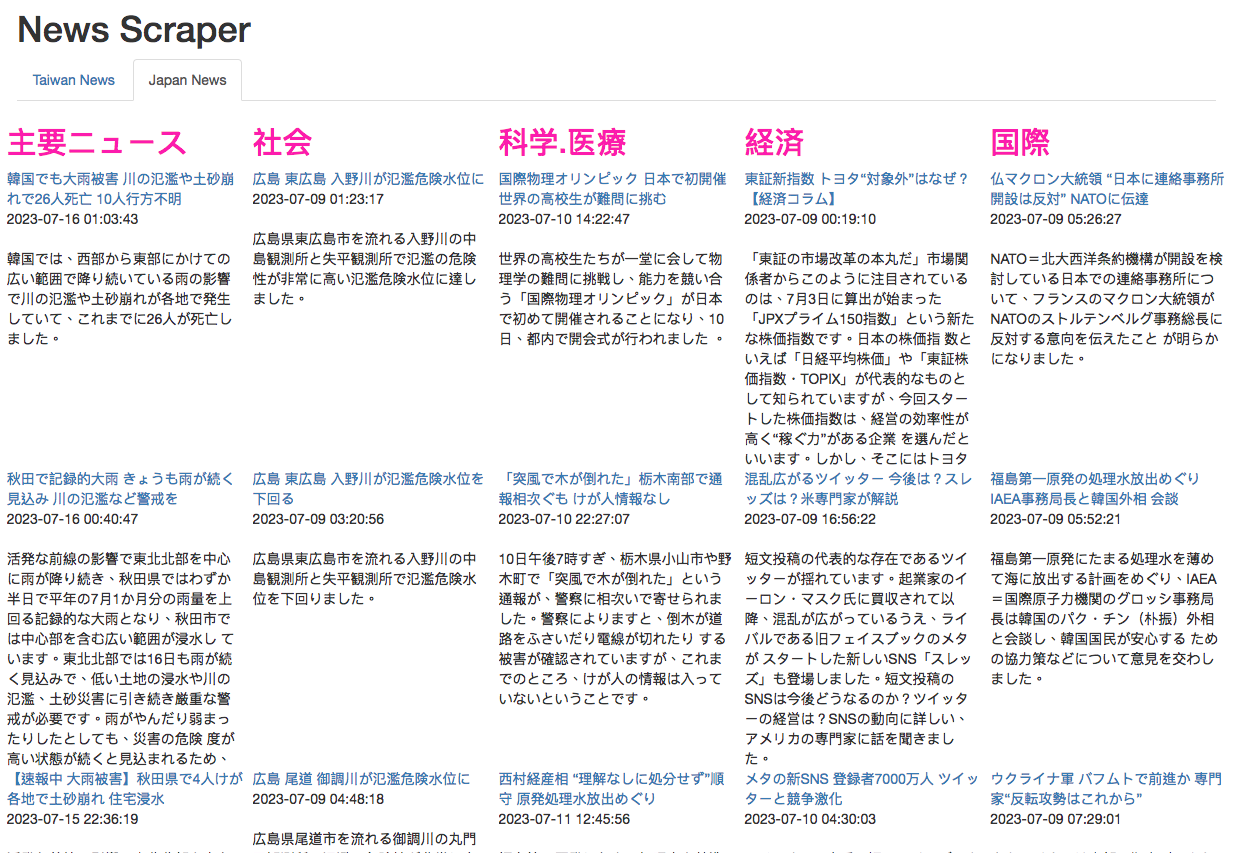 News Scraper
Taiwan News
Japan News
主要ニュース
韓国でも大雨被害 川の氾濫や土砂崩
れで26人死亡 10人行方不明
2023-07-16 01:03:43
韓国では、西部から東部にかけての
広い範囲で降り続いている雨の影響
で川の氾濫や土砂崩れが各地で発生
していて、これまでに26人が死亡し
ました。
秋田で記録的大雨 きょうも雨が続く
見込み 川の氾濫など警戒を
2023-07-16 00:40:47
活発な前線の影響で東北北部を中心
に雨が降り続き、秋田県ではわずか
半日で平年の7月1か月分の雨量を上
回る記録的な大雨となり、秋田市で
は中心部を含む広い範囲が浸水し て
います。東北北部では16日も雨が続
く見込みで、低い土地の浸水や川の
氾濫、土砂災害に引き続き厳重な警
戒が必要です。雨がやんだり弱まっ
たりしたとしても、災害の危険 度が
高い状態が続くと見込まれるため、
【速報中 大雨被害】秋田県で4人けが
各地で土砂崩れ 住宅浸水
2023-07-15 22:36:19
社会
広島 東広島 入野川が氾濫危険水位に
2023-07-09 01:23:17
広島県東広島市を流れる入野川の中
島観測所と失平観測所で氾濫の危険
性が非常に高い氾濫危険水位に達し
ました。
広島 東広島 入野川が氾濫危険水位を
下回る
2023-07-09 03:20:56
広島県東広島市を流れる入野川の中
島観測所と失平観測所で氾濫危険水
位を下回りました。
広島 尾道 御調川が氾濫危険水位に
2023-07-09 04:48:18
広島県尾道市を流れる御調川の丸門
科学.医療
国際物理オリンピック 日本で初開催
世界の高校生が難問に挑む
2023-07-10 14:22:47
世界の高校生たちが一堂に会して物
理学の難問に挑戦し、能力を競い合
う「国際物理オリンピック」が日本
で初めて開催されることになり、10
日、都内で開会式が行われました 。
「突風で木が倒れた」栃木南部で通
報相次ぐも けが人情報なし
2023-07-10 22:27:07
10日午後7時すぎ、栃木県小山市や野
木町で「突風で木が倒れた」という
通報が、警察に相次いで寄せられま
した。警察によりますと、倒木が道
路をふさいだり電線が切れたり する
被害が確認されていますが、これま
でのところ、けが人の情報は入って
いないということです。
西村経産相 “理解なしに処分せず”順
守 原発処理水放出めぐり
2023-07-11 12:45:56
経済
東証新指数 トヨタ“対象外”はなぜ？
【経済コラム】
2023-07-09 00:19:10
「東証の市場改革の本丸だ」市場関
係者からこのように注目されている
のは、7月3日に算出が始まった
「JPXプライム150指数」という新た
な株価指数です。日本の株価指 数と
いえば「日経平均株価」や「東証株
価指数・TOPIX」が代表的なものと
して知られていますが、今回スター
トした株価指数は、経営の効率性が
高く“稼ぐ力”がある企業 を選んだと
いいます。しかし、そこにはトヨタ
混乱広がるツイッター 今後は？スレ
ッズは？米専門家が解説
2023-07-09 16:56:22
短文投稿の代表的な存在であるツイ
ッターが揺れています。起業家のイ
ーロン・マスク氏に買収されて以
降、混乱が広がっているうえ、ライ
バルである旧フェイスブックのメタ
が スタートした新しいSNS「スレッ
ズ」も登場しました。短文投稿の
SNSは今後どうなるのか？ツイッタ
ーの経営は？SNSの動向に詳しい、
アメリカの専門家に話を聞きまし
た。
メタの新SNS 登録者7000万人 ツイッ
ターと競争激化
2023-07-10 04:30:03
国際
仏マクロン大統領 “日本に連絡事務所
開設は反対” NATOに伝達
2023-07-09 05:26:27
NATO＝北大西洋条約機構が開設を検
討している日本での連絡事務所につ
いて、フランスのマクロン大統領が
NATOのストルテンベルグ事務総長に
反対する意向を伝えたこと が明らか
になりました。
福島第一原発の処理水放出めぐり
IAEA事務局長と韓国外相 会談
2023-07-09 05:52:21
福島第一原発にたまる処理水を薄め
て海に放出する計画をめぐり、IAEA
＝国際原子力機関のグロッシ事務局
長は韓国のパク・チン（朴振）外相
と会談し、韓国国民が安心する ため
の協力策などについて意見を交わし
ました。
ウクライナ軍 バフムトで前進か 専門
家“反転攻勢はこれから”
2023-07-09 07:29:01